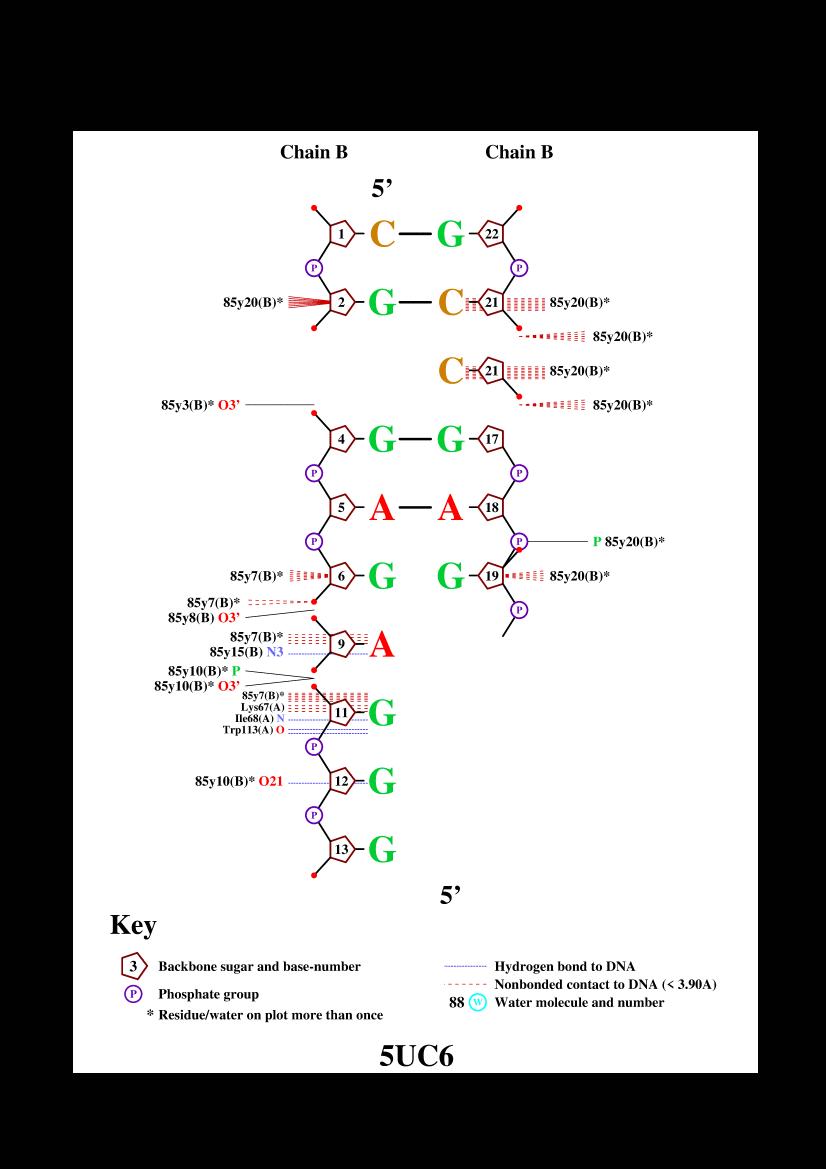 Chain B Chain B
5’
1 C G 22
P P
85y20(B)* 2 G C 21 85y20(B)*
85y20(B)*
C 21 85y20(B)*
85y3(B)* O3’ 85y20(B)*
4 G G 17
P P
5 A A 18
P P P 85y20(B)*
85y7(B)* 6 G G 19 85y20(B)*
85y7(B)*
P
85y8(B) O3’
85y7(B)*
9 A
85y15(B) N3
85y10(B)* P
85y10(B)* O3’
85y7(B)*
Lys67(A)
11 G
Ile68(A) N
Trp113(A) O
P
85y10(B)* O21 12 G
P
13 G
5’
Key
3 Backbone sugar and base-number
P Phosphate group
* Residue/water on plot more than once
Hydrogen bond to DNA
Nonbonded contact to DNA (< 3.90A)
88 W Water molecule and number
5UC6